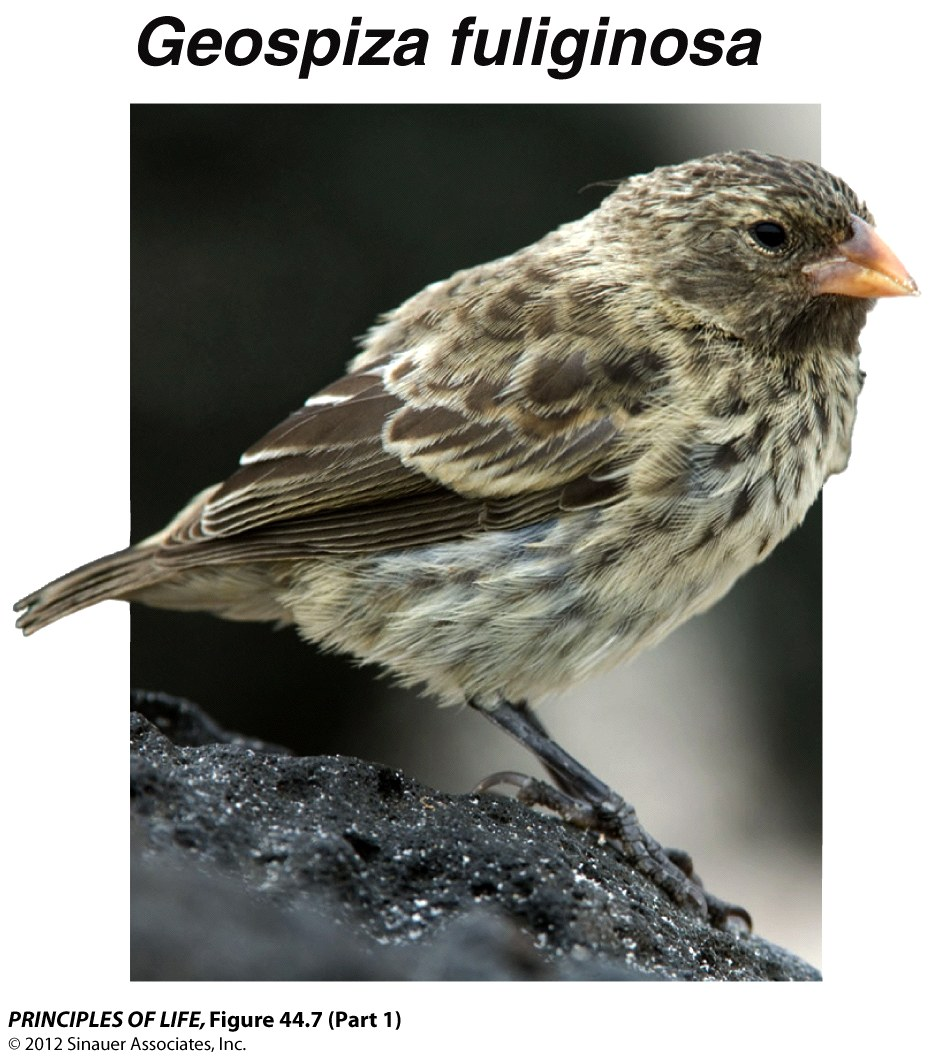 Geospiza fuliginosa
PRINCIPLES OF LIFE, Figure 44.7 (Part 1)
© 2012 Sinauer Associates, Inc.